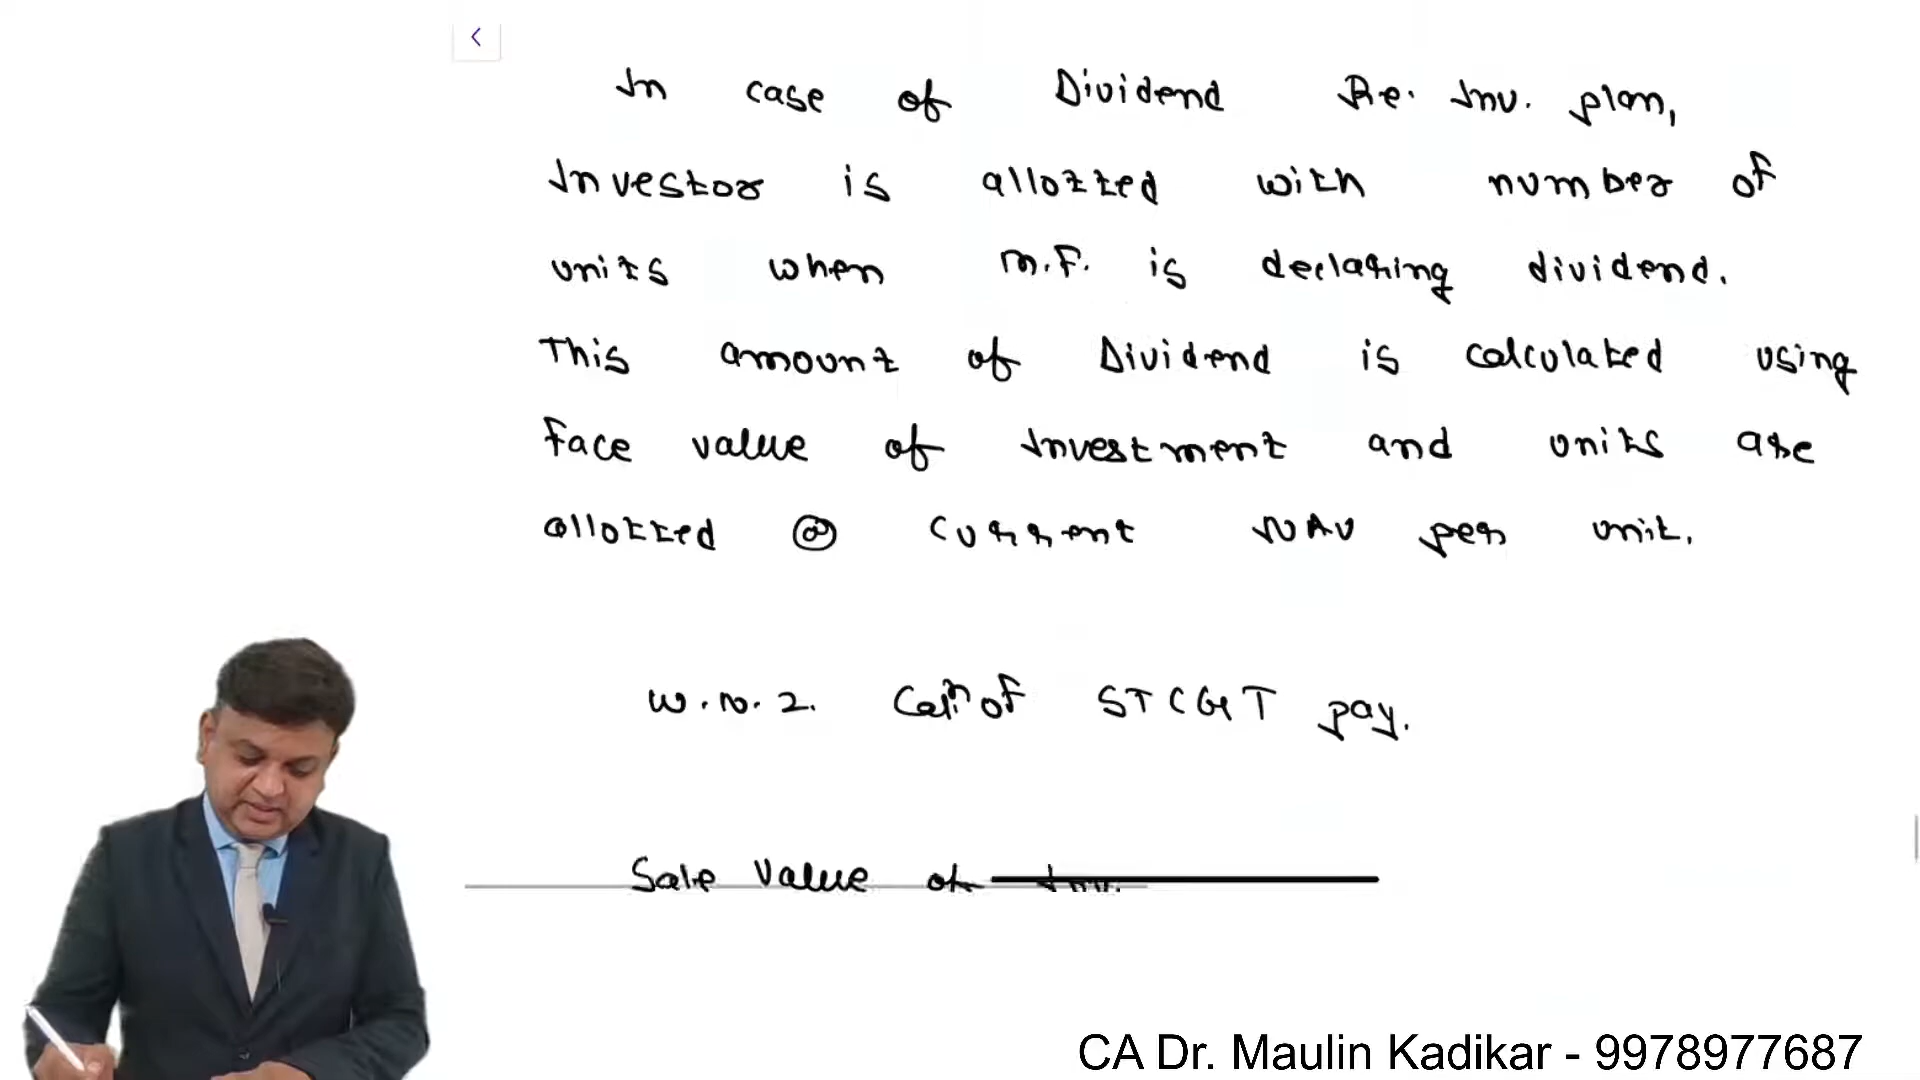 In case of Dividend Re. Inv. plan,
Investor is allotted with number of
units when M.F. is declaring dividend.
This amount of Dividend is calculated using
Face value of Investment and units are
allotted @ current NAV per unit.
W.N.2. Caln of STCGT pay.
Sale Value of Inv.
CA Dr. Maulin Kadikar - 9978977687